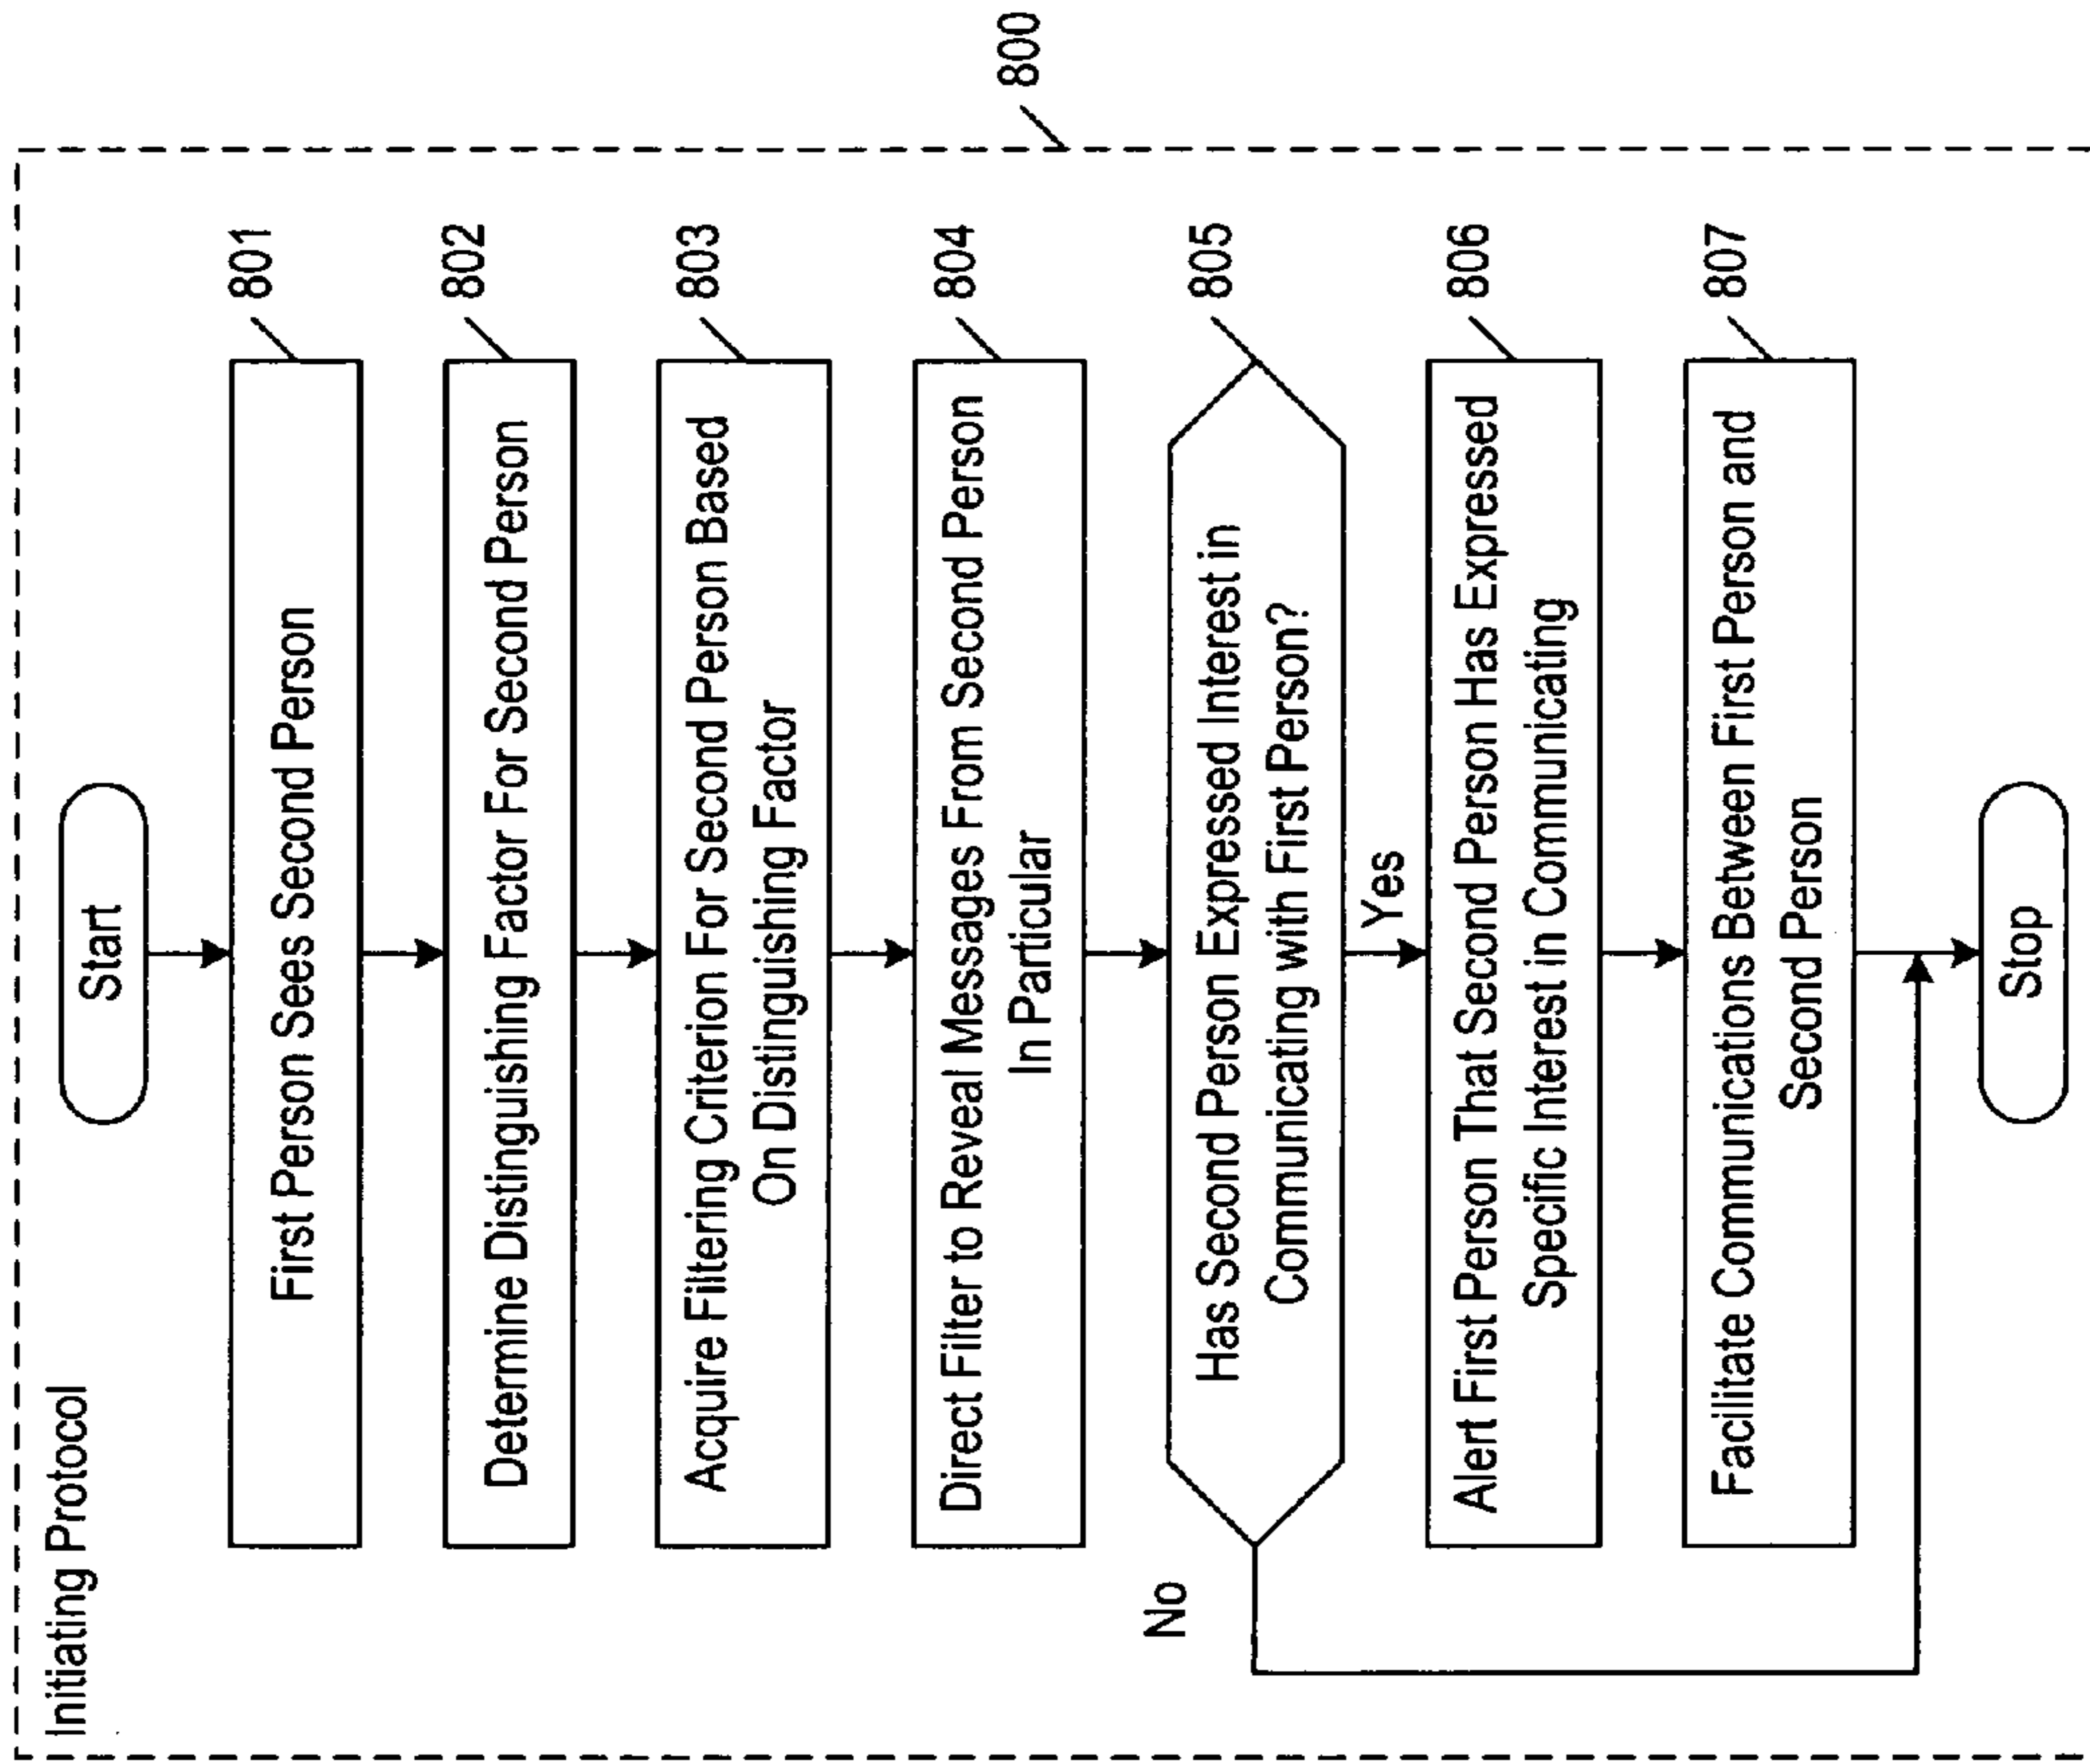 Initiating Protocol
800
Start
801
First Person Sees Second Person
802
Determine Distinguishing Factor For Second Person
803
Acquire Filtering Criterion For Second Person Based
On Distinguishing Factor
804
Direct Filter to Reveal Messages From Second Person
In Particular
805
Has Second Person Expressed Interest in
Communicating with First Person?
No
Yes
806
Alert First Person That Second Person Has Expressed
Specific Interest in Communicating
807
Facilitate Communications Between First Person and
Second Person
Stop